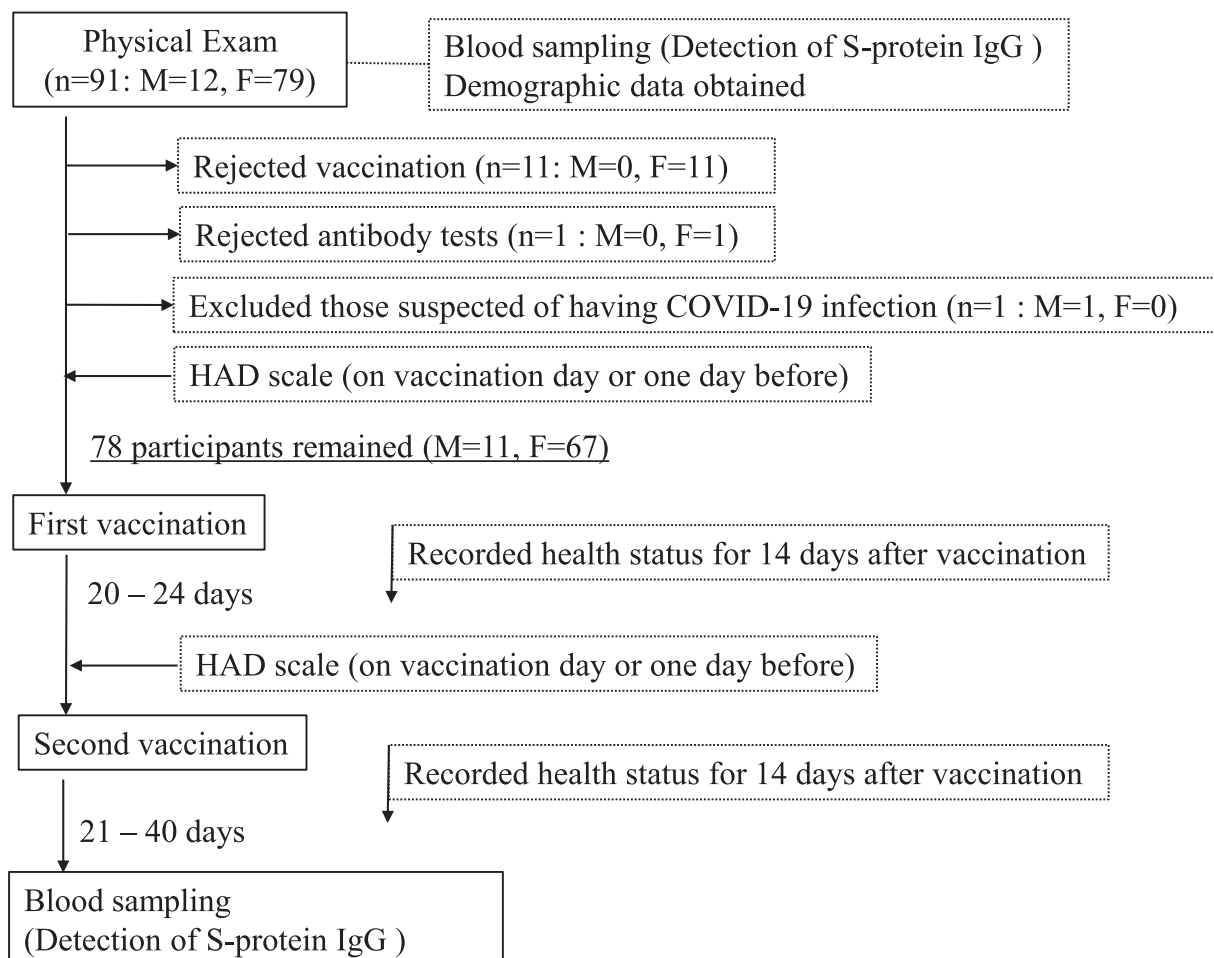 Physical Exam
(n=91: M=12, F=79)
Blood sampling (Detection of S-protein IgG )
Demographic data obtained
Rejected vaccination (n=11: M=0, F=11)
Rejected antibody tests (n=1 : M=0, F=1)
Excluded those suspected of having COVID-19 infection (n=1 : M=1, F=0)
HAD scale (on vaccination day or one day before)
78 participants remained (M=11, F=67)
First vaccination
Recorded health status for 14 days after vaccination
20 – 24 days
HAD scale (on vaccination day or one day before)
Second vaccination
Recorded health status for 14 days after vaccination
21 – 40 days
Blood sampling
(Detection of S-protein IgG )